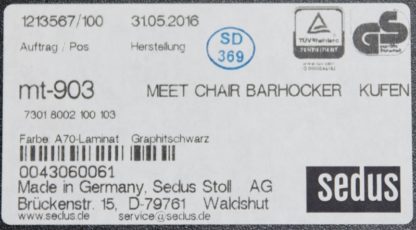 1213567/100 31.05.2016
Auftrag / Pos Herstellung
SD
369
TÜVRheinland
GS
mt-903 MEET CHAIR BARHOCKER KUFEN
7301 8002 100 103
Farbe: A70-Laminat Graphitschwarz
0043060061
Made in Germany, Sedus Stoll AG
Brückenstr. 15, D-79761 Waldshut
www.sedus.de service@sedus.de
sedus